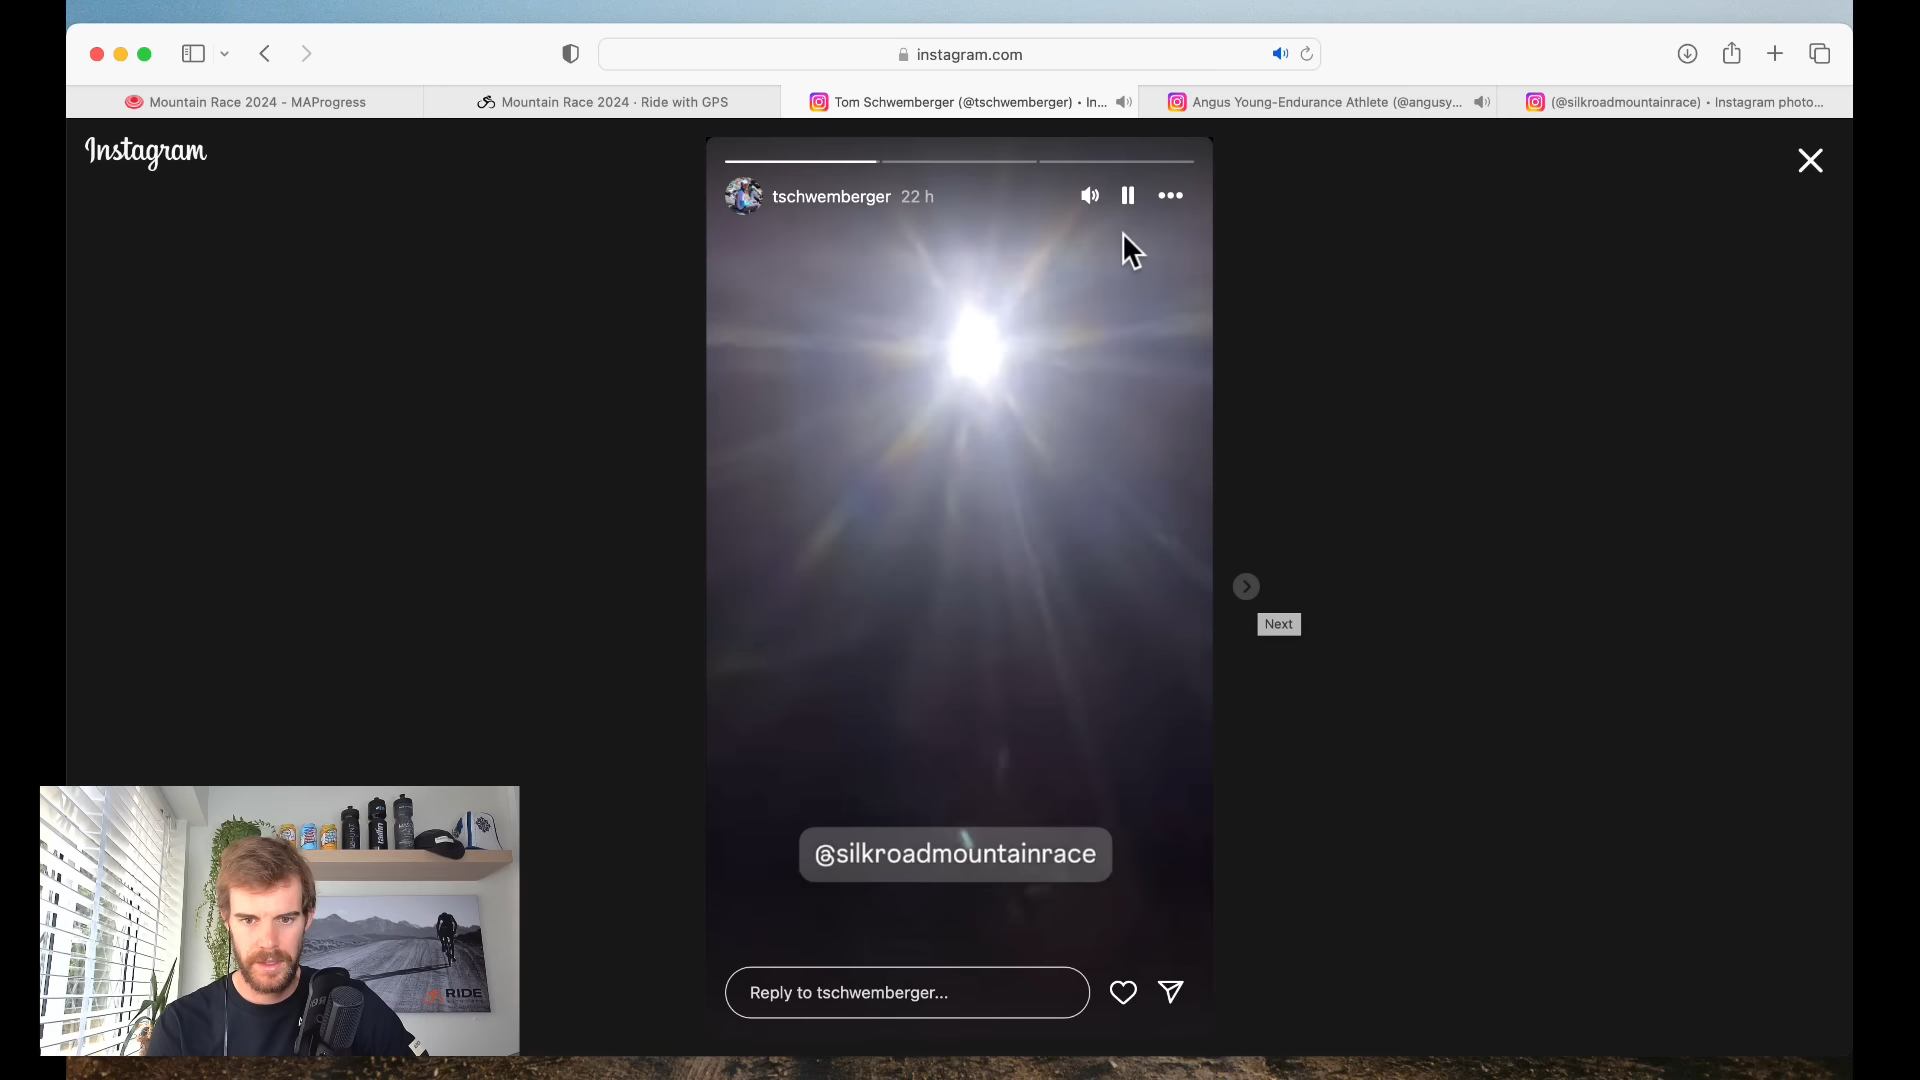 instagram.com
Mountain Race 2024 - MAProgress
Mountain Race 2024 · Ride with GPS
Tom Schwemberger (@tschwemberger) • In...
Angus Young-Endurance Athlete (@angusy...
(@silkroadmountainrace) • Instagram photo...
Instagram
tschwemberger 22 h
Next
@silkroadmountainrace
Reply to tschwemberger...
RIDE